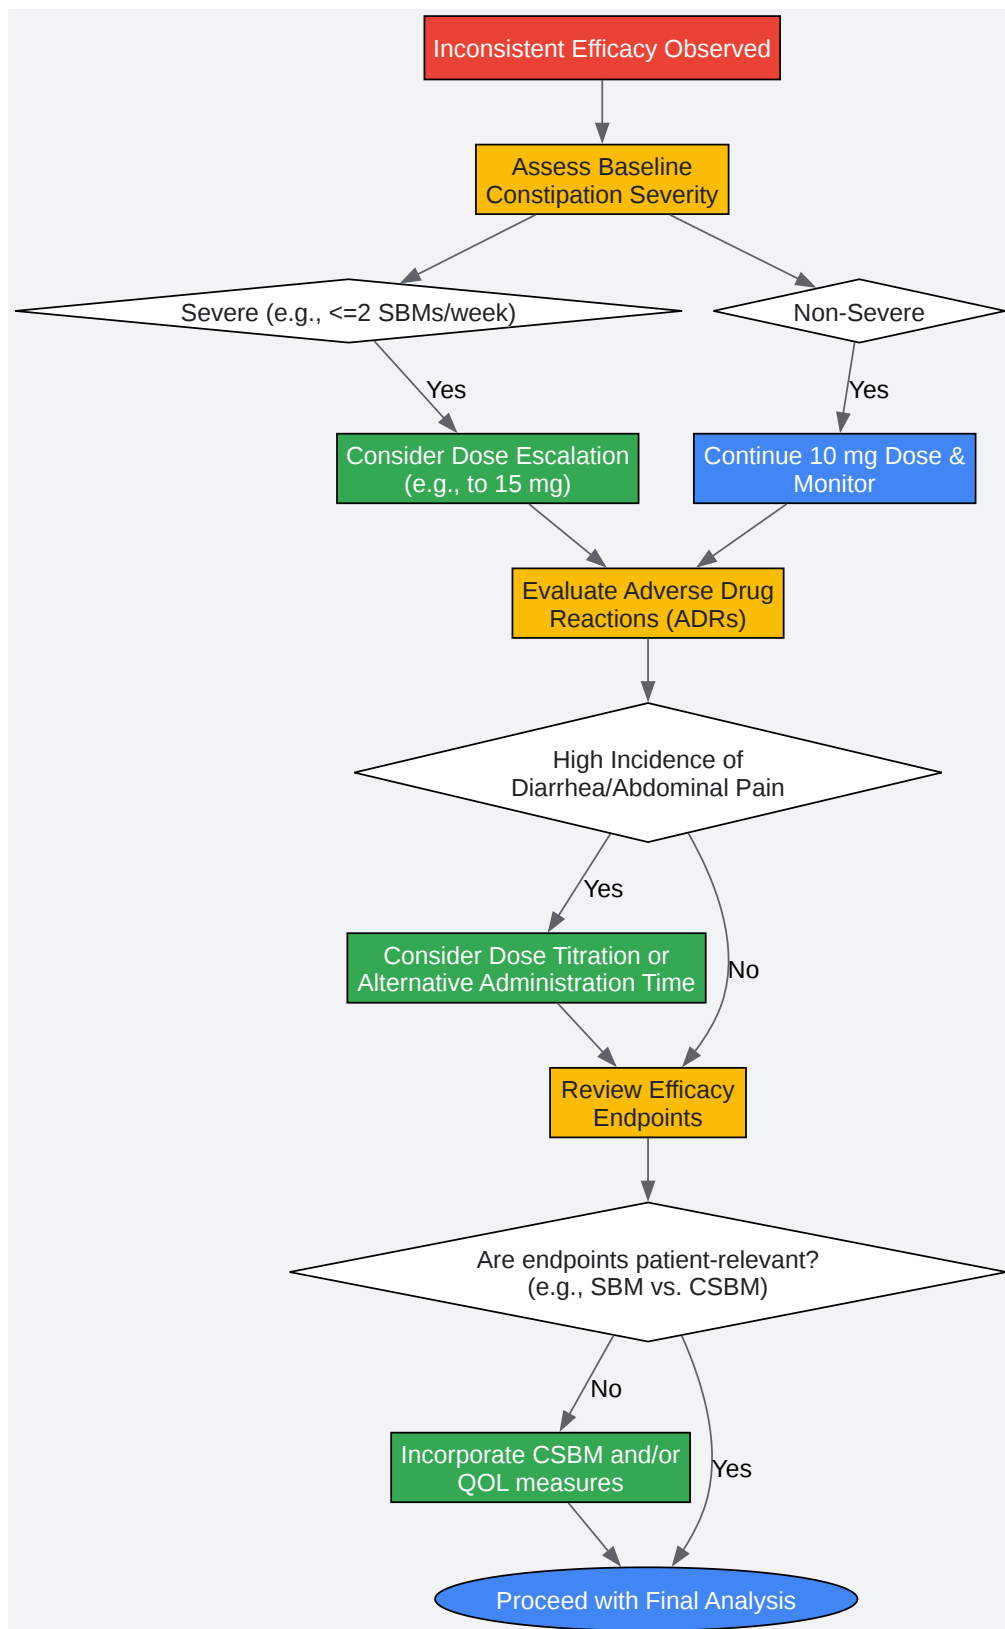 Inconsistent Efficacy Observed
Assess Baseline
Constipation Severity
Severe (e.g., <=2 SBMs/week)
Non-Severe
Yes
Yes
Consider Dose Escalation
(e.g., to 15 mg)
Continue 10 mg Dose &
Monitor
Evaluate Adverse Drug
Reactions (ADRs)
High Incidence of
Diarrhea/Abdominal Pain
Yes
No
Consider Dose Titration or
Alternative Administration Time
Review Efficacy
Endpoints
Are endpoints patient-relevant?
(e.g., SBM vs. CSBM)
No
Yes
Incorporate CSBM and/or
QOL measures
Proceed with Final Analysis